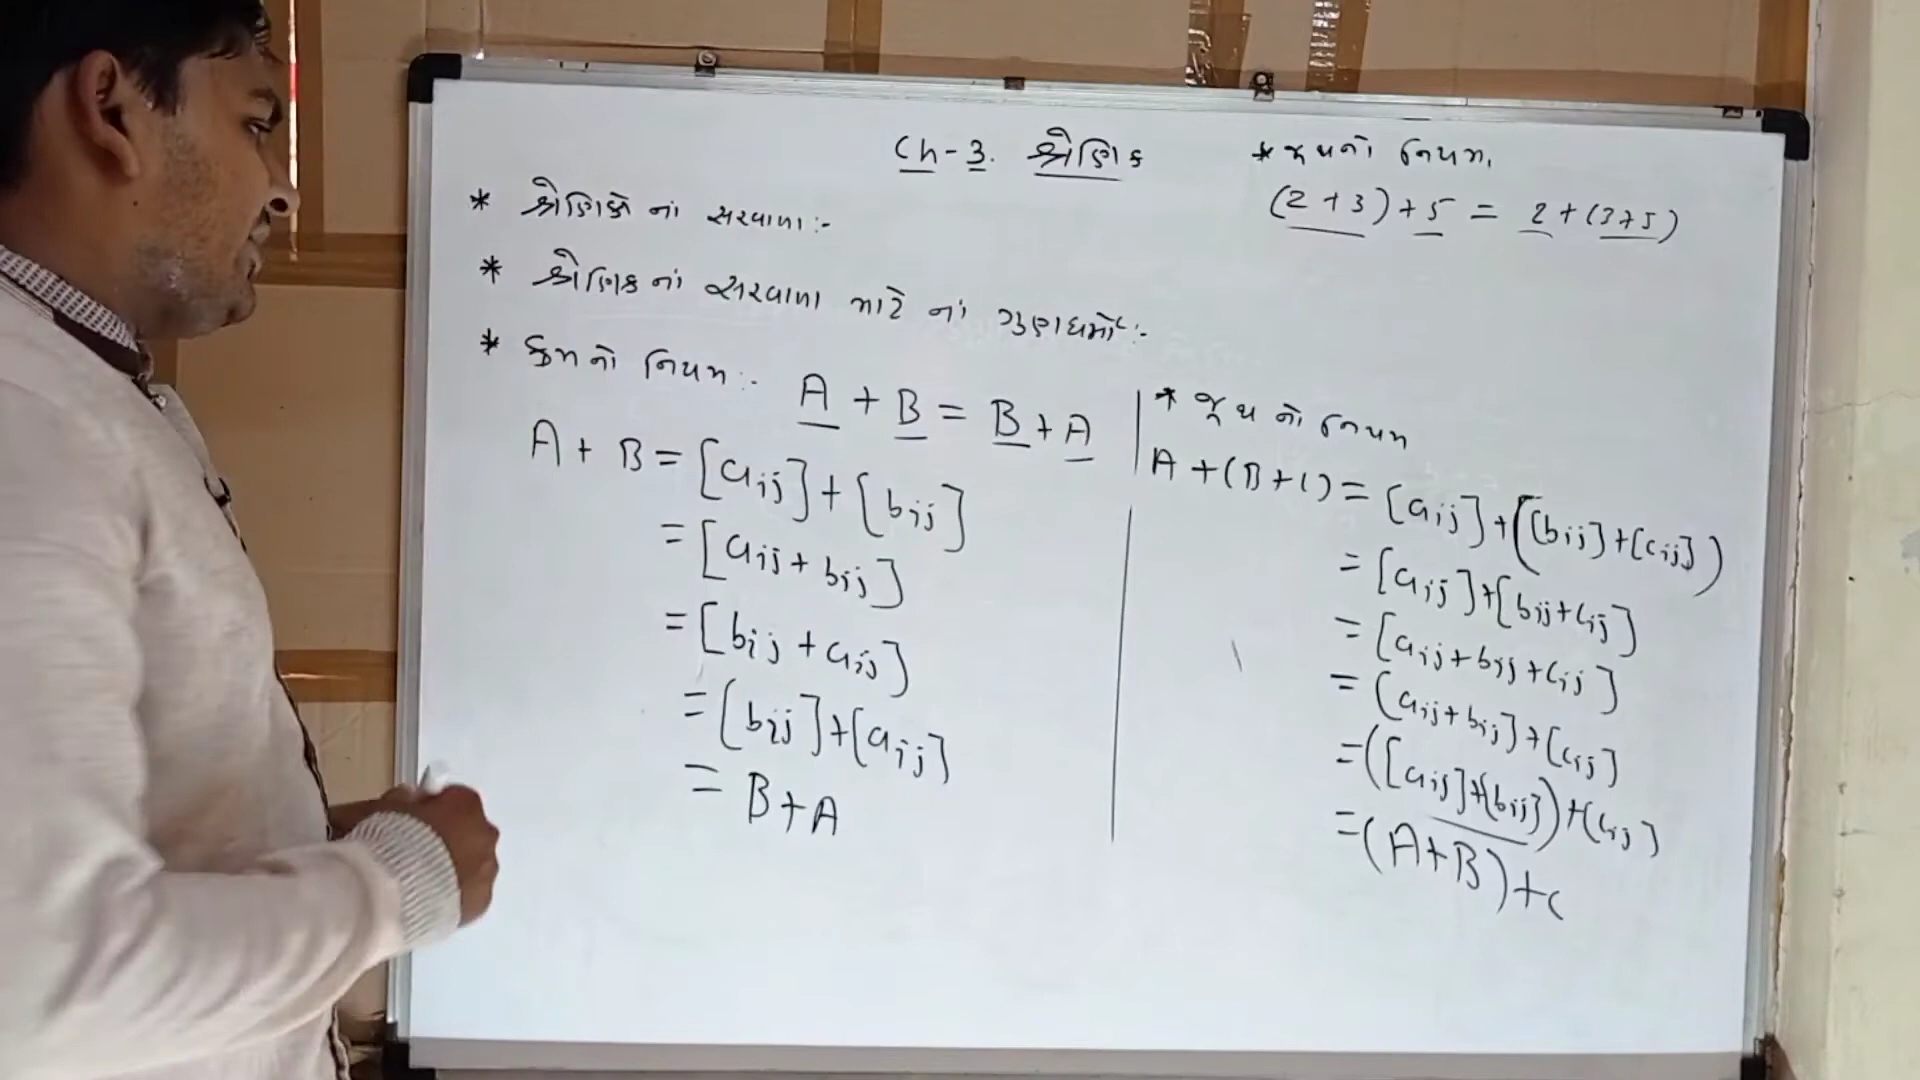 Ch-3. શ્રેણિક
* શ્રેણિકો નાં સરવાળા :-
* શ્રેણિકનાં સરવાળા માટે નાં ગુણધર્મો :-
* ક્રમનો નિયમ :- A + B = B + A
A + B = [aij] + [bij]
= [aij + bij]
= [bij + aij]
= [bij] + [aij]
= B + A
* જૂથનો નિયમ.
(2 + 3) + 5 = 2 + (3+5)
* જૂથ નો નિયમ
A + (B + C) = [aij] + ([bij] + [cij])
= [aij] + [bij + cij]
= [aij + bij + cij]
= [aij + bij] + [cij]
= ([aij] + [bij]) + [cij]
= (A + B) + C